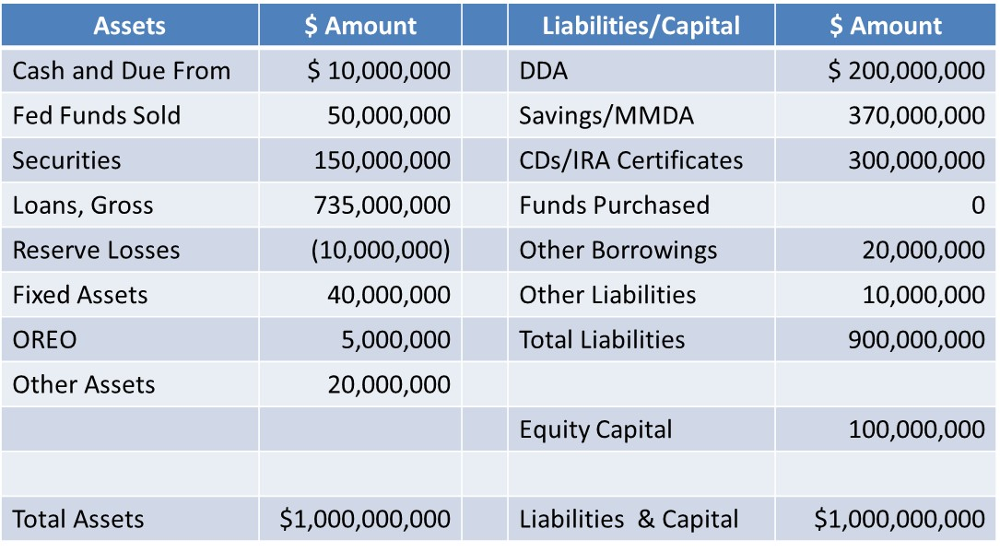 Assets $ Amount Liabilities/Capital $ Amount
Cash and Due From $ 10,000,000 DDA $ 200,000,000
Fed Funds Sold 50,000,000 Savings/MMDA 370,000,000
Securities 150,000,000 CDs/IRA Certificates 300,000,000
Loans, Gross 735,000,000 Funds Purchased 0
Reserve Losses (10,000,000) Other Borrowings 20,000,000
Fixed Assets 40,000,000 Other Liabilities 10,000,000
OREO 5,000,000 Total Liabilities 900,000,000
Other Assets 20,000,000
Equity Capital 100,000,000
Total Assets $1,000,000,000 Liabilities & Capital $1,000,000,000